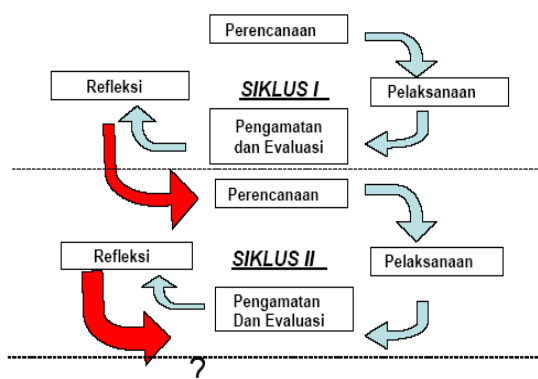 Perencanaan
Refleksi
SIKLUS I
Pelaksanaan
Pengamatan
dan Evaluasi
Perencanaan
Refleksi
SIKLUS II
Pelaksanaan
Pengamatan
Dan Evaluasi
?